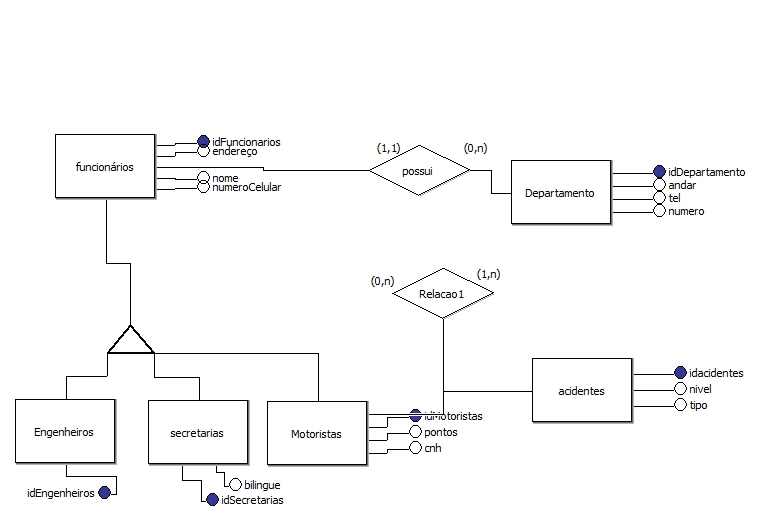 funcionários
idFuncionarios
endereço
nome
numeroCelular
(1,1)
possui
(0,n)
Departamento
idDepartamento
andar
tel
numero
(0,n)
Relacao1
(1,n)
acidentes
idacidentes
nivel
tipo
Engenheiros
idEngenheiros
secretarias
bilingue
idSecretarias
Motoristas
idMotoristas
pontos
cnh